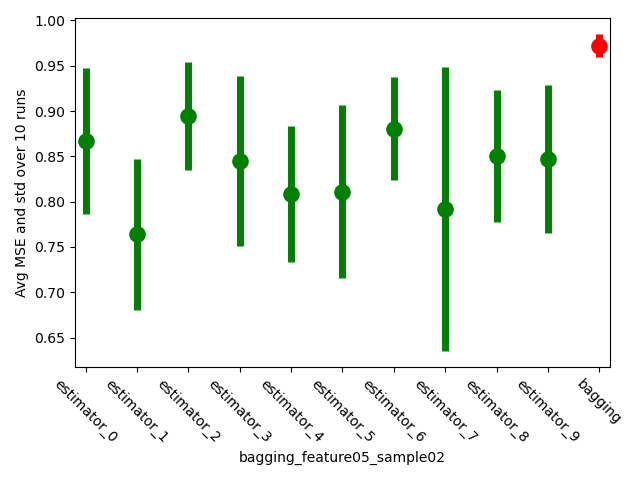 1.00
0.95
0.90
0.85
0.80
0.75
0.70
0.65
Avg MSE and std over 10 runs
estimator_0
estimator_1
estimator_2
estimator_3
estimator_4
estimator_5
estimator_6
estimator_7
estimator_8
estimator_9
bagging
bagging_feature05_sample02